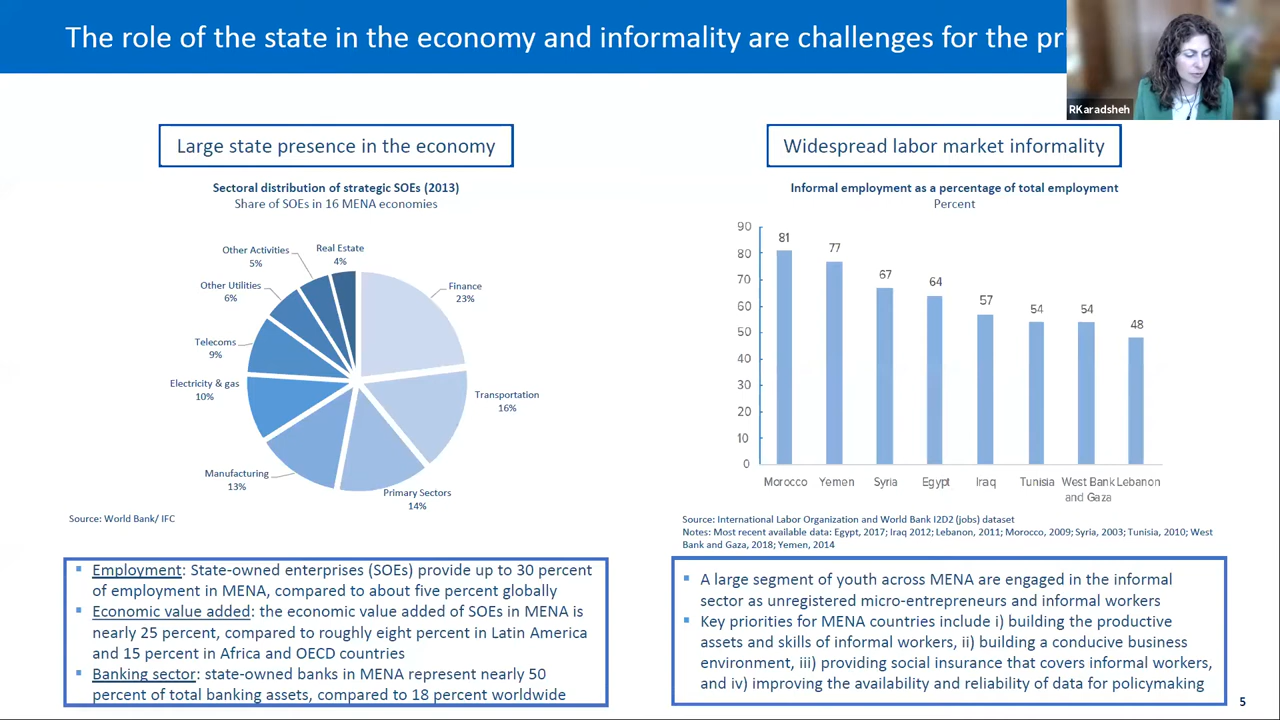 The role of the state in the economy and informality are challenges for the
RKaradsheh
Large state presence in the economy
Sectoral distribution of strategic SOEs (2013)
Share of SOEs in 16 MENA economies
Real Estate
4%
Other Activities
5%
Other Utilities
6%
Telecoms
9%
Electricity & gas
10%
Manufacturing
13%
Primary Sectors
14%
Transportation
16%
Finance
23%
Source: World Bank/ IFC
▪ Employment: State-owned enterprises (SOEs) provide up to 30 percent
of employment in MENA, compared to about five percent globally
▪ Economic value added: the economic value added of SOEs in MENA is
nearly 25 percent, compared to roughly eight percent in Latin America
and 15 percent in Africa and OECD countries
▪ Banking sector: state-owned banks in MENA represent nearly 50
percent of total banking assets, compared to 18 percent worldwide
Widespread labor market informality
Informal employment as a percentage of total employment
Percent
90
80
70
60
50
40
30
20
10
0
81
77
67
64
57
54
54
48
Morocco Yemen Syria Egypt Iraq Tunisia West Bank Lebanon
and Gaza
Source: International Labor Organization and World Bank I2D2 (jobs) dataset
Notes: Most recent available data: Egypt, 2017; Iraq 2012; Lebanon, 2011; Morocco, 2009; Syria, 2003; Tunisia, 2010; West
Bank and Gaza, 2018; Yemen, 2014
▪ A large segment of youth across MENA are engaged in the informal
sector as unregistered micro-entrepreneurs and informal workers
▪ Key priorities for MENA countries include i) building the productive
assets and skills of informal workers, ii) building a conducive business
environment, iii) providing social insurance that covers informal workers,
and iv) improving the availability and reliability of data for policymaking
5